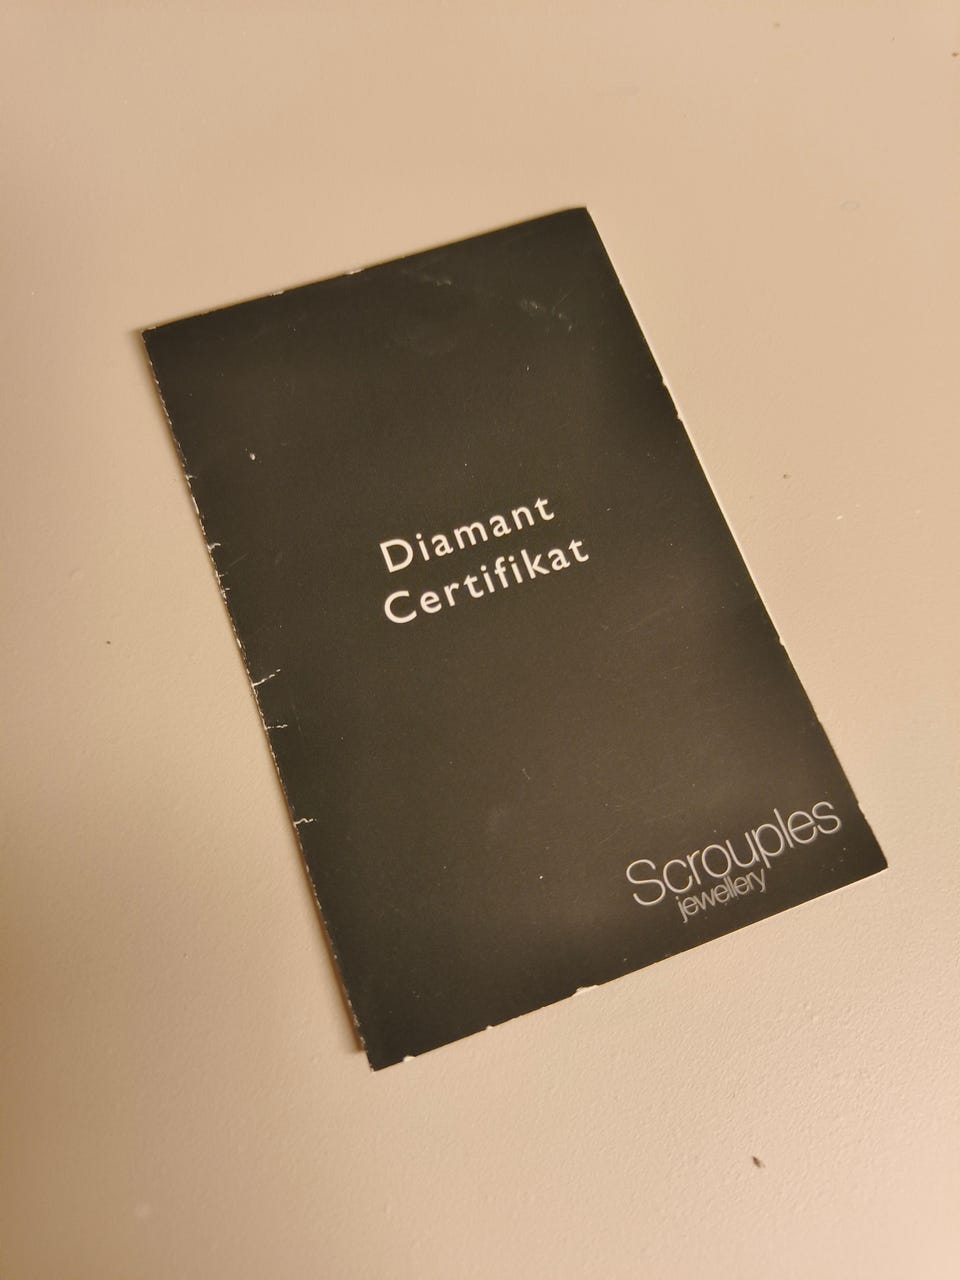 Diamant
Certifikat
Scrouples
jewellery